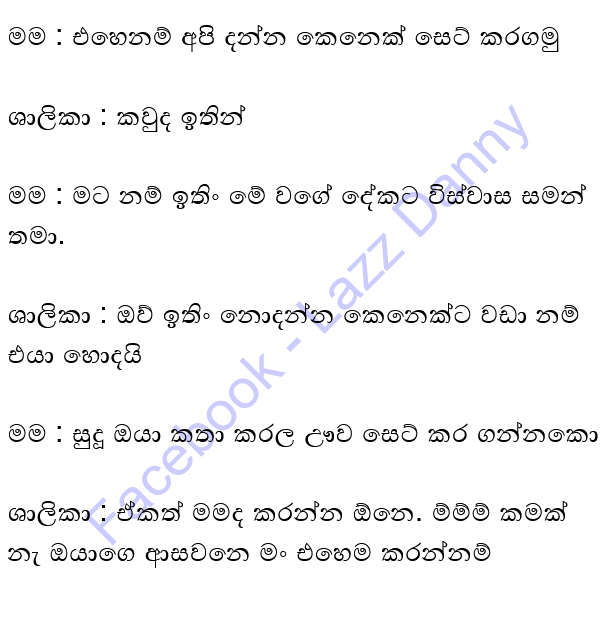 මම : එහෙනම් අපි දන්න කෙනෙක් සෙට් කරගමු
ශාලිකා : කවුද ඉතින්
මම : මට නම් ඉතිං මේ වගේ දේකට විස්වාස සමන්
තමා.
ශාලිකා : ඔව් ඉතිං නොදන්න කෙනෙක්ට වඩා නම්
එයා හොදයි
මම : සුදූ ඔයා කතා කරල ඌව සෙට් කර ගන්නකො
ශාලිකා : ඒකත් මමද කරන්න ඕනෙ. ම්ම්ම් කමක්
නැ ඔයාගෙ ආසවනෙ මං එහෙම කරන්නම්
Facebook - Lazz Danny